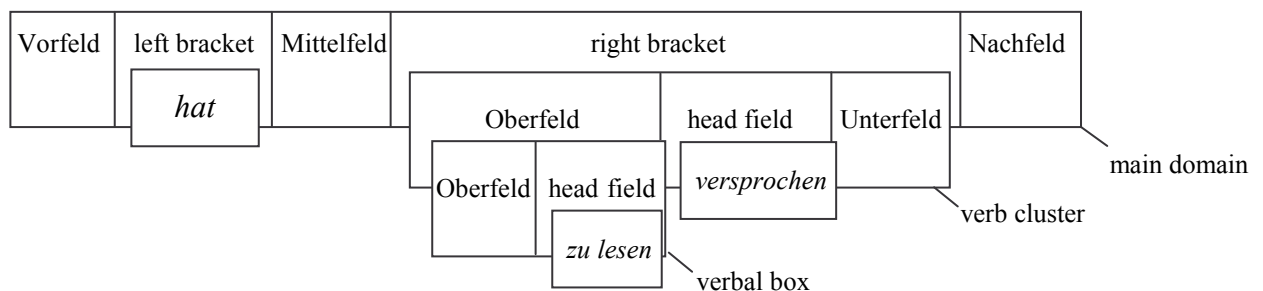 Vorfeld left bracket Mittelfeld right bracket Nachfeld
hat
Oberfeld head field Unterfeld
main domain
Oberfeld head field versprochen
verb cluster
zu lesen
verbal box